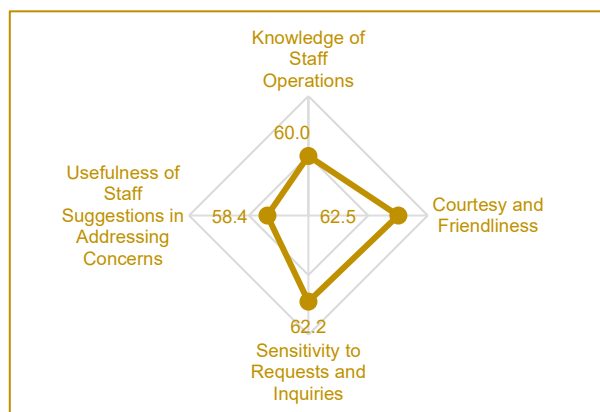 Knowledge of
Staff
Operations
60.0
Usefulness of
Staff
Suggestions in
Addressing
Concerns
58.4
62.5
Courtesy and
Friendliness
62.2
Sensitivity to
Requests and
Inquiries